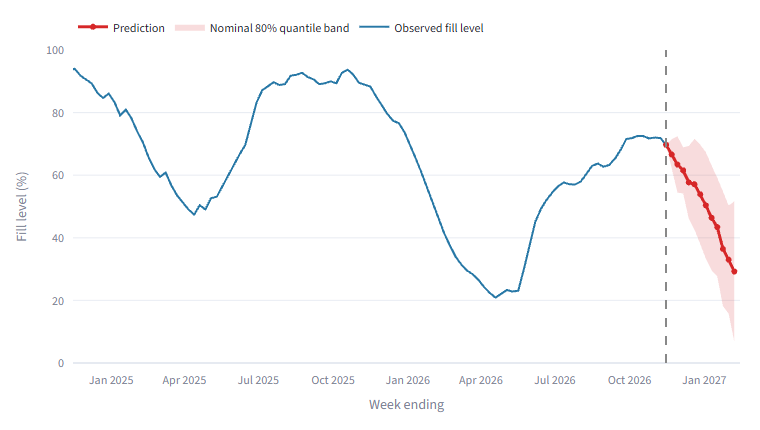 Prediction Nominal 80% quantile band Observed fill level
100
80
60
40
20
0
Fill level (%)
Jan 2025 Apr 2025 Jul 2025 Oct 2025 Jan 2026 Apr 2026 Jul 2026 Oct 2026 Jan 2027
Week ending